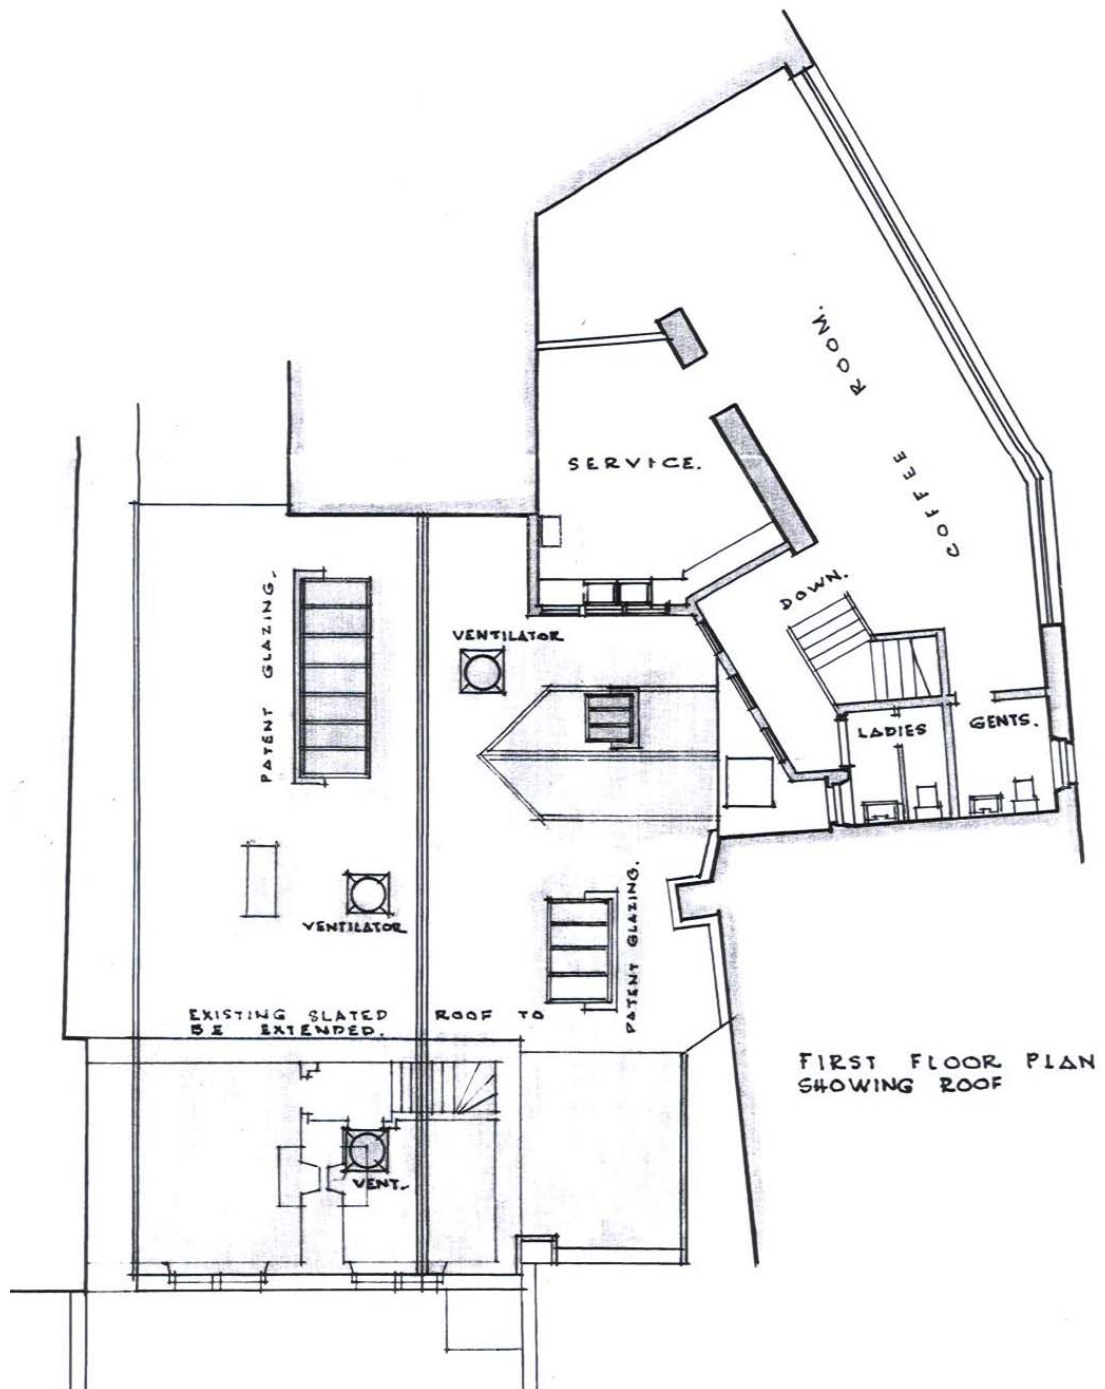 COFFEE ROOM.
SERVICE.
DOWN.
PATENT GLAZING.
VENTILATOR
LADIES
GENTS.
PATENT GLAZING.
VENTILATOR
EXISTING SLATED ROOF TO
BE EXTENDED.
FIRST FLOOR PLAN
SHOWING ROOF
VENT.